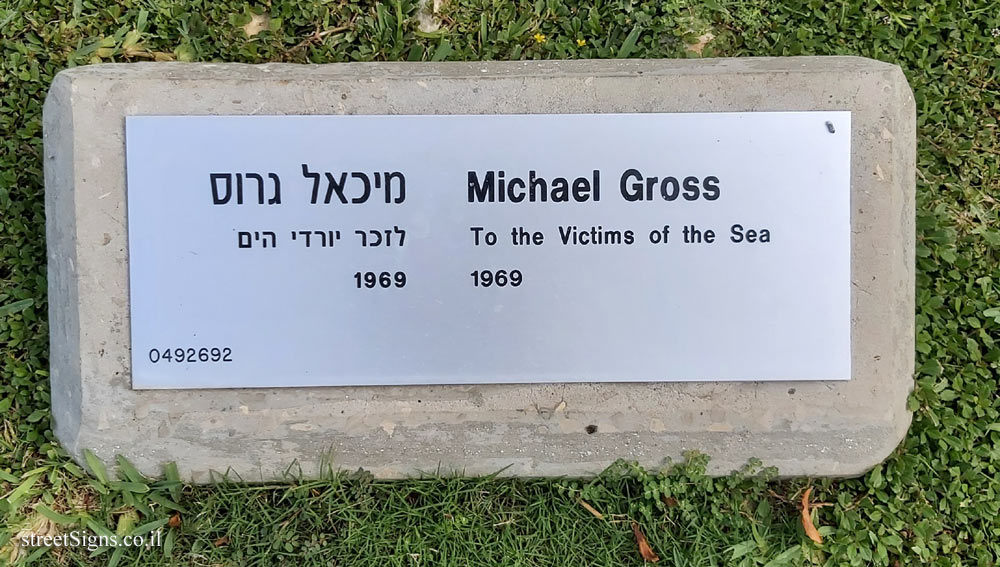 מיכאל גרוס
לזכר יורדי הים
1969
Michael Gross
To the Victims of the Sea
1969
0492692
streetSigns.co.il